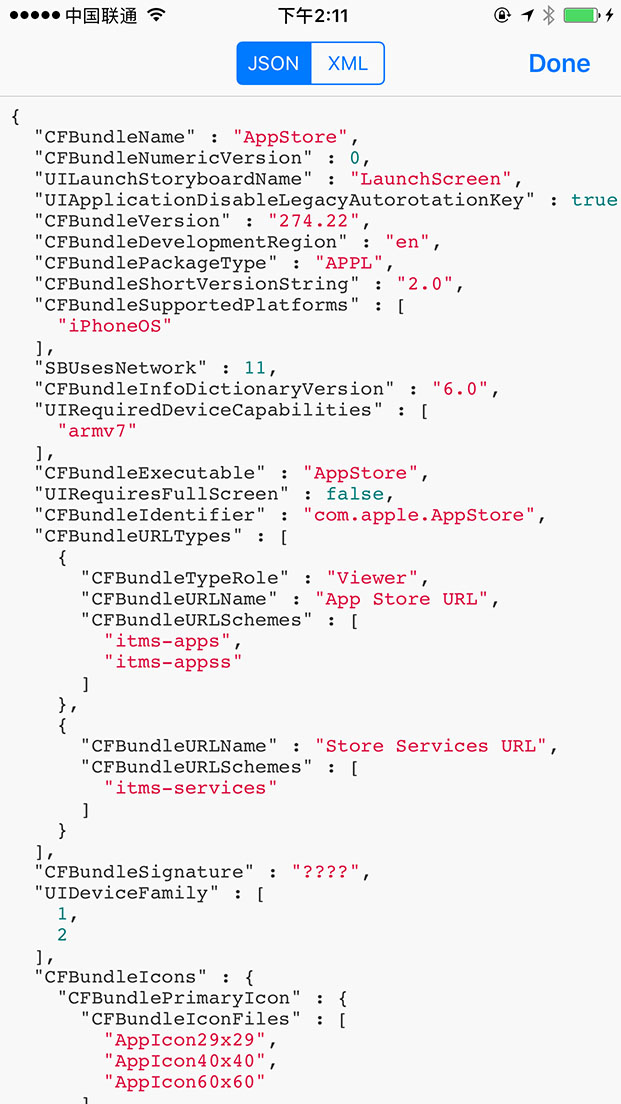 中国联通 下午2:11
JSON XML Done
{
  "CFBundleName" : "AppStore",
  "CFBundleNumericVersion" : 0,
  "UILaunchStoryboardName" : "LaunchScreen",
  "UIApplicationDisableLegacyAutorotationKey" : true
  "CFBundleVersion" : "274.22",
  "CFBundleDevelopmentRegion" : "en",
  "CFBundlePackageType" : "APPL",
  "CFBundleShortVersionString" : "2.0",
  "CFBundleSupportedPlatforms" : [
    "iPhoneOS"
  ],
  "SBUsesNetwork" : 11,
  "CFBundleInfoDictionaryVersion" : "6.0",
  "UIRequiredDeviceCapabilities" : [
    "armv7"
  ],
  "CFBundleExecutable" : "AppStore",
  "UIRequiresFullScreen" : false,
  "CFBundleIdentifier" : "com.apple.AppStore",
  "CFBundleURLTypes" : [
    {
      "CFBundleTypeRole" : "Viewer",
      "CFBundleURLName" : "App Store URL",
      "CFBundleURLSchemes" : [
        "itms-apps",
        "itms-appss"
      ]
    },
    {
      "CFBundleURLName" : "Store Services URL",
      "CFBundleURLSchemes" : [
        "itms-services"
      ]
    }
  ],
  "CFBundleSignature" : "????",
  "UIDeviceFamily" : [
    1,
    2
  ],
  "CFBundleIcons" : {
    "CFBundlePrimaryIcon" : {
      "CFBundleIconFiles" : [
        "AppIcon29x29",
        "AppIcon40x40",
        "AppIcon60x60"
      ]